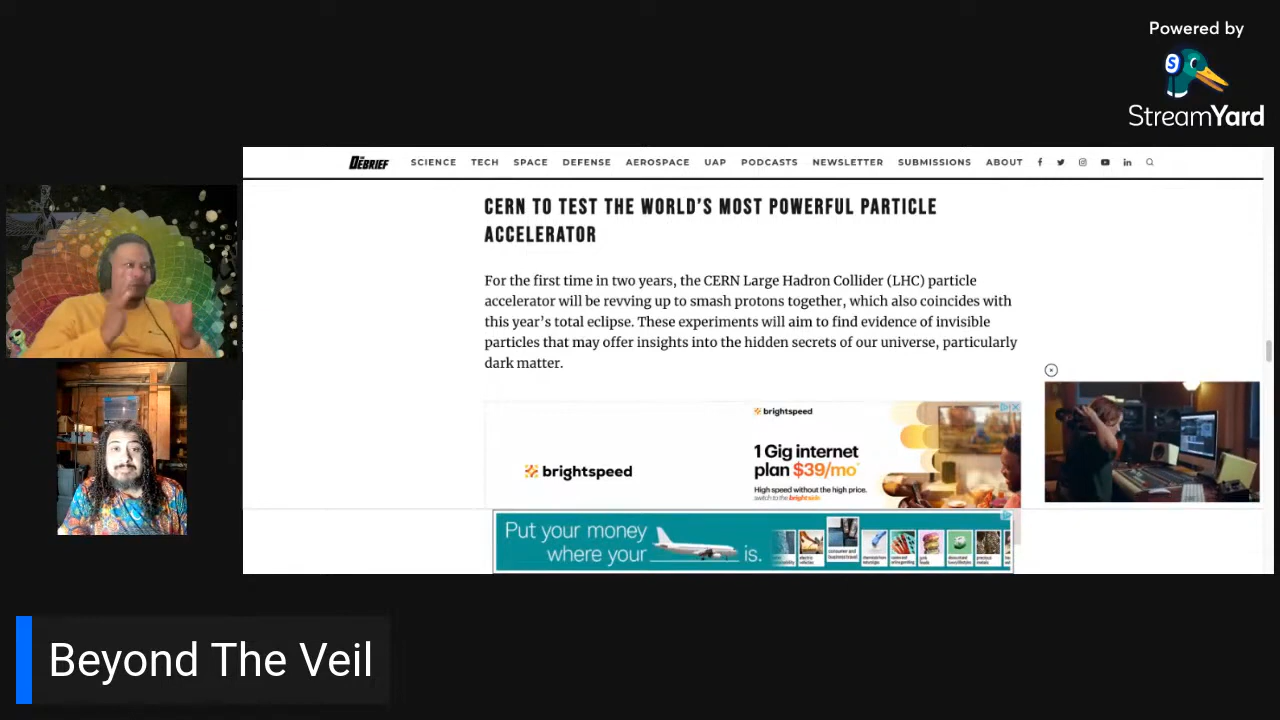 Powered by
StreamYard
THE DEBRIEF SCIENCE TECH SPACE DEFENSE AEROSPACE UAP PODCASTS NEWSLETTER SUBMISSIONS ABOUT
CERN TO TEST THE WORLD'S MOST POWERFUL PARTICLE
ACCELERATOR
For the first time in two years, the CERN Large Hadron Collider (LHC) particle
accelerator will be revving up to smash protons together, which also coincides with
this year's total eclipse. These experiments will aim to find evidence of invisible
particles that may offer insights into the hidden secrets of our universe, particularly
dark matter.
brightspeed
brightspeed
1 Gig internet
plan $39/mo*
High speed without the high price.
switch to the brightside
Put your money
where your is.
Beyond The Veil